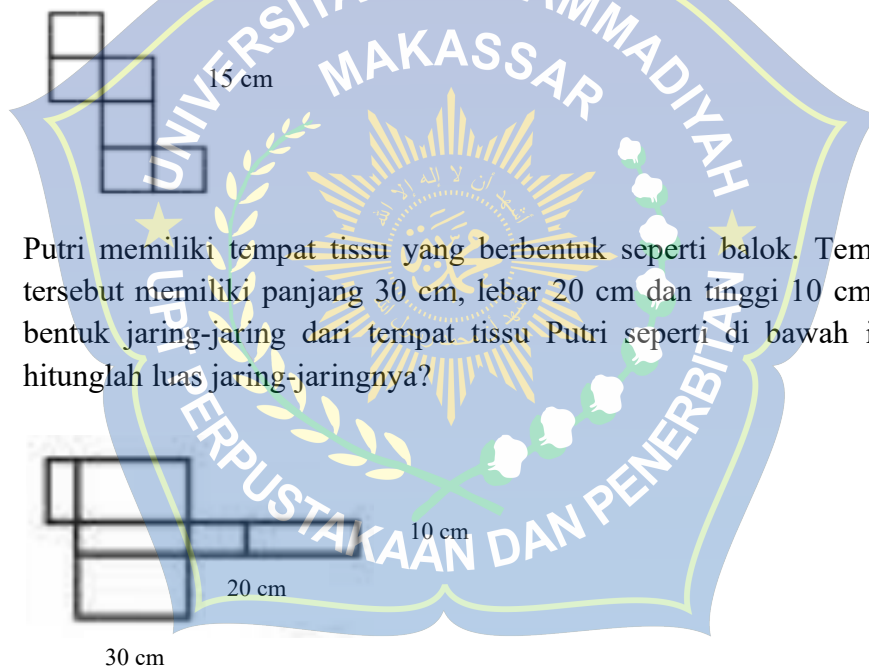 UNIVERSITAS MUHAMMADIYAH
MAKASSAR
15 cm
Putri memiliki tempat tissu yang berbentuk seperti balok. Tem
tersebut memiliki panjang 30 cm, lebar 20 cm dan tinggi 10 cm
bentuk jaring-jaring dari tempat tissu Putri seperti di bawah i
hitunglah luas jaring-jaringnya?
10 cm
20 cm
30 cm
UPT PERPUSTAKAAN DAN PENERBITAN